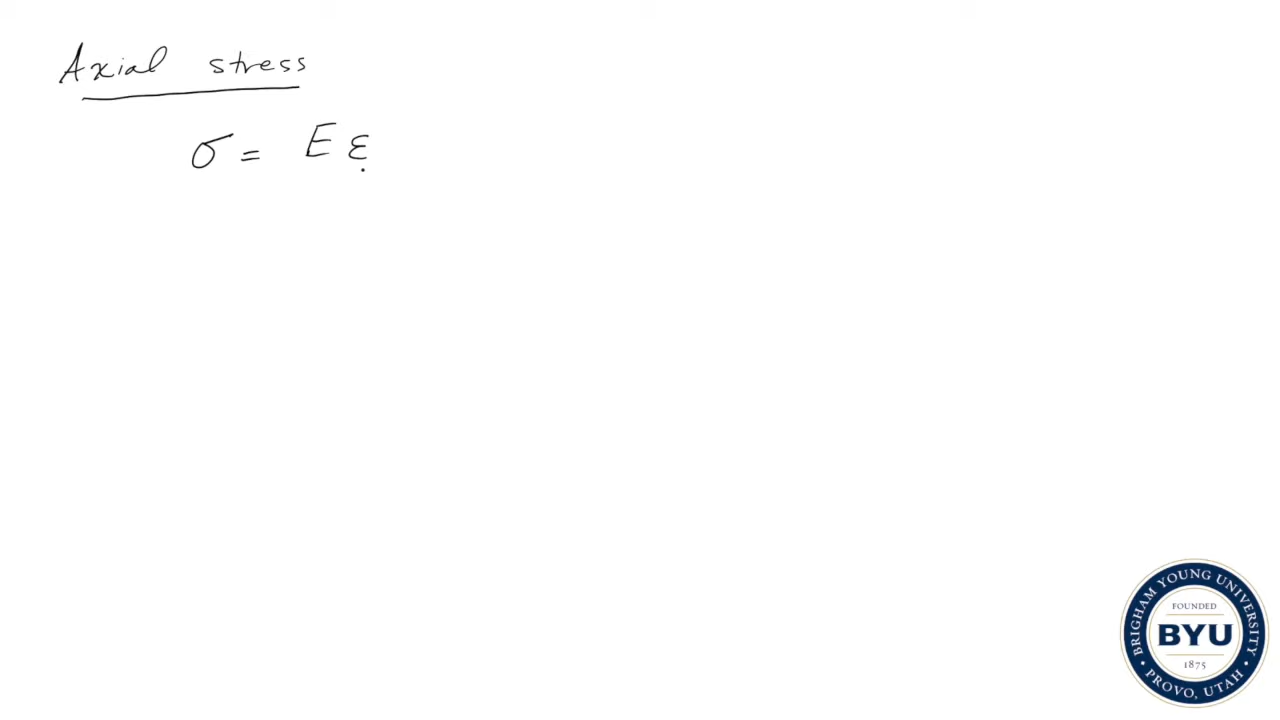 Axial stress
σ = E ε
BRIGHAM YOUNG UNIVERSITY
FOUNDED
BYU
1875
PROVO, UTAH